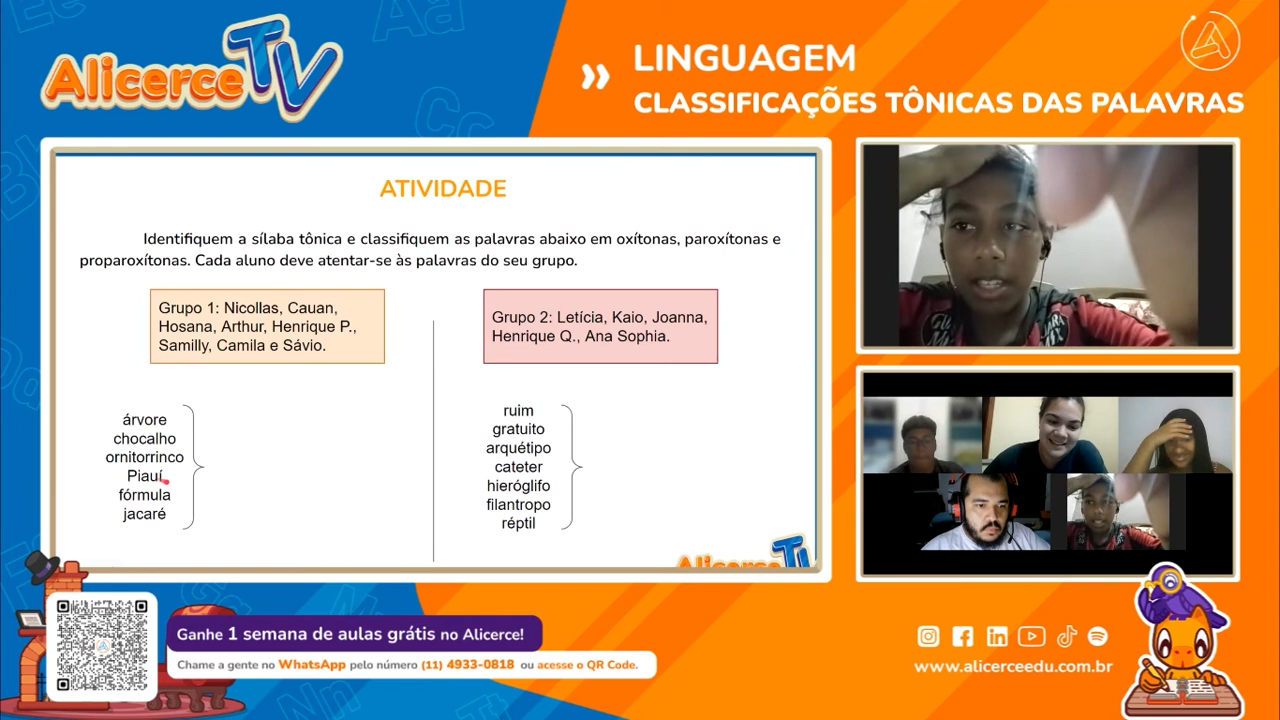 Alicerce TV
LINGUAGEM
CLASSIFICAÇÕES TÔNICAS DAS PALAVRAS
ATIVIDADE
Identifiquem a sílaba tônica e classifiquem as palavras abaixo em oxítonas, paroxítonas e
proparoxítonas. Cada aluno deve atentar-se às palavras do seu grupo.
Grupo 1: Nicollas, Cauan,
Hosana, Arthur, Henrique P.,
Samilly, Camila e Sávio.
Grupo 2: Letícia, Kaio, Joanna,
Henrique Q., Ana Sophia.
árvore
chocalho
ornitorrinco
Piauí
fórmula
jacaré
ruim
gratuito
arquétipo
cateter
hieróglifo
filantropo
réptil
Ganhe 1 semana de aulas grátis no Alicerce!
Chame a gente no WhatsApp pelo número (11) 4933-0818 ou acesse o QR Code.
www.alicerceedu.com.br